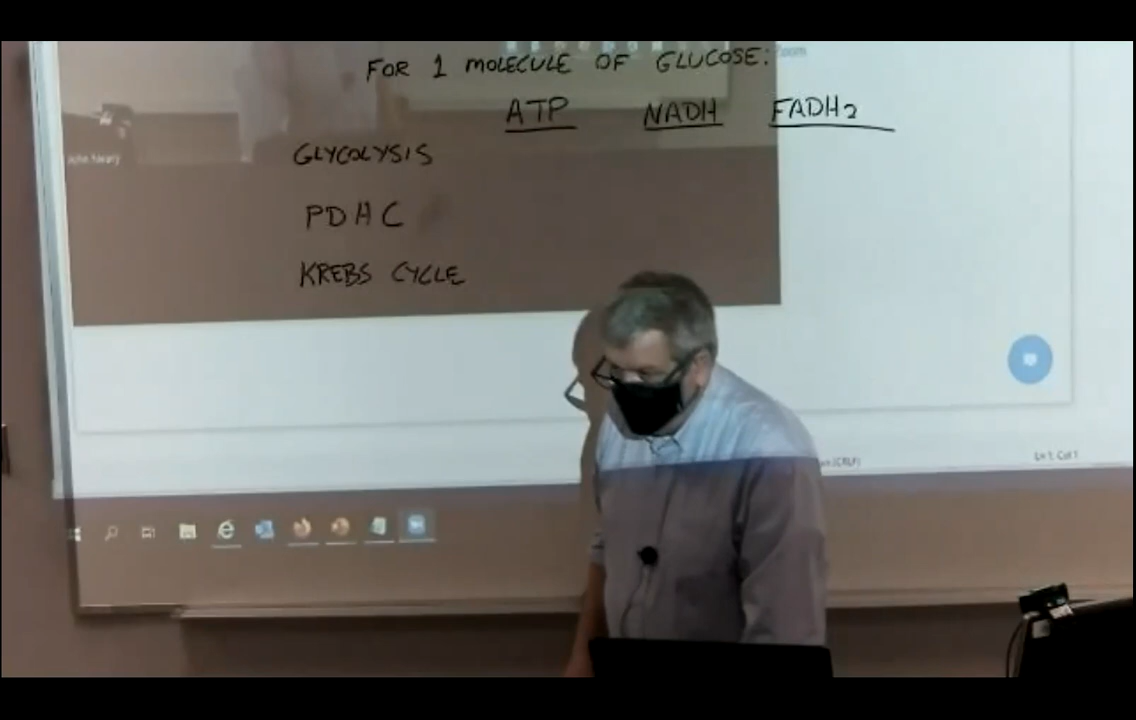 FOR 1 MOLECULE OF GLUCOSE:
ATP NADH FADH2
GLYCOLYSIS
PDHC
KREBS CYCLE